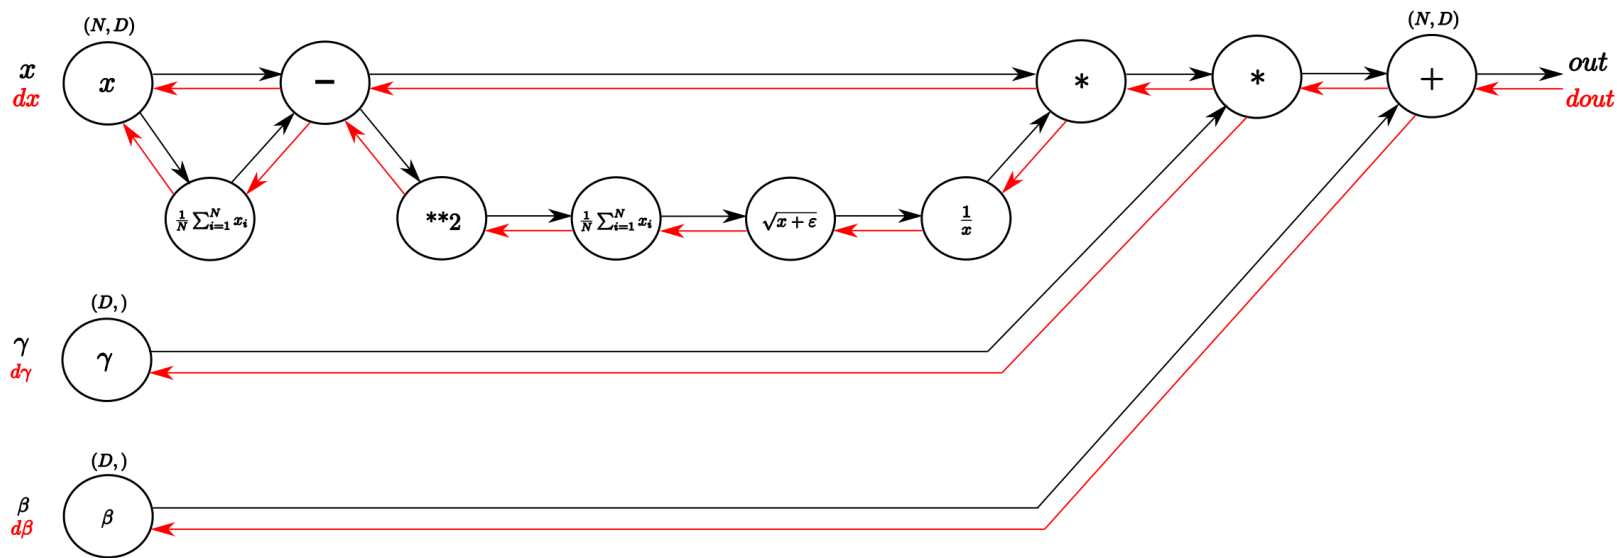 (N, D)
(N, D)
x
dx
x
−
*
*
+
out
dout
1/N ∑_{i=1}^{N} x_i
**2
1/N ∑_{i=1}^{N} x_i
√(x + ε)
1/x
(D,)
γ
dγ
γ
(D,)
β
dβ
β